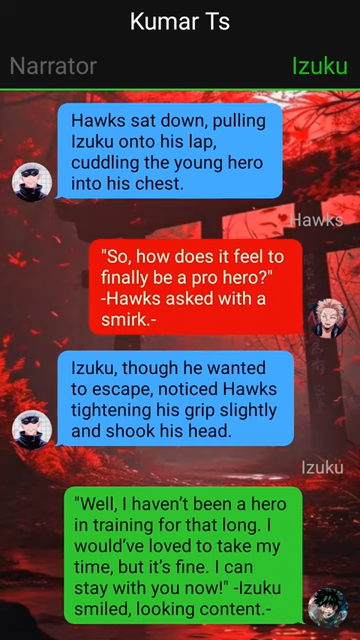 Kumar Ts
Narrator
Izuku
Hawks sat down, pulling
Izuku onto his lap,
cuddling the young hero
into his chest.
Hawks
"So, how does it feel to
finally be a pro hero?"
-Hawks asked with a
smirk.-
Izuku, though he wanted
to escape, noticed Hawks
tightening his grip slightly
and shook his head.
Izuku
"Well, I haven’t been a hero
in training for that long. I
would’ve loved to take my
time, but it’s fine. I can
stay with you now!" -Izuku
smiled, looking content.-